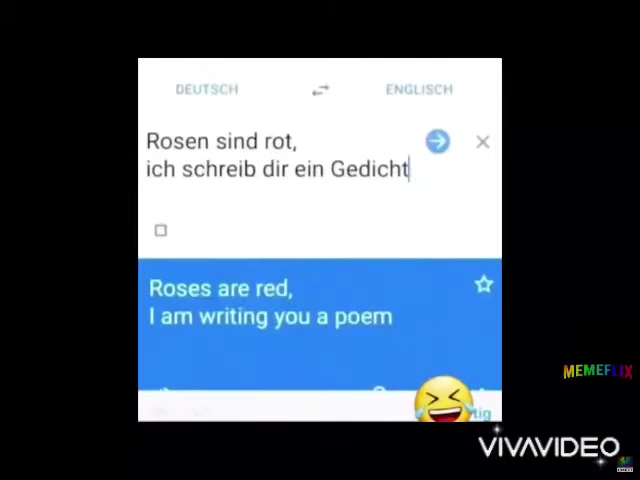 DEUTSCH ENGLISCH
Rosen sind rot,
ich schreib dir ein Gedicht
Roses are red,
I am writing you a poem
MEMEFLIX
tig
VIVAVIDEO